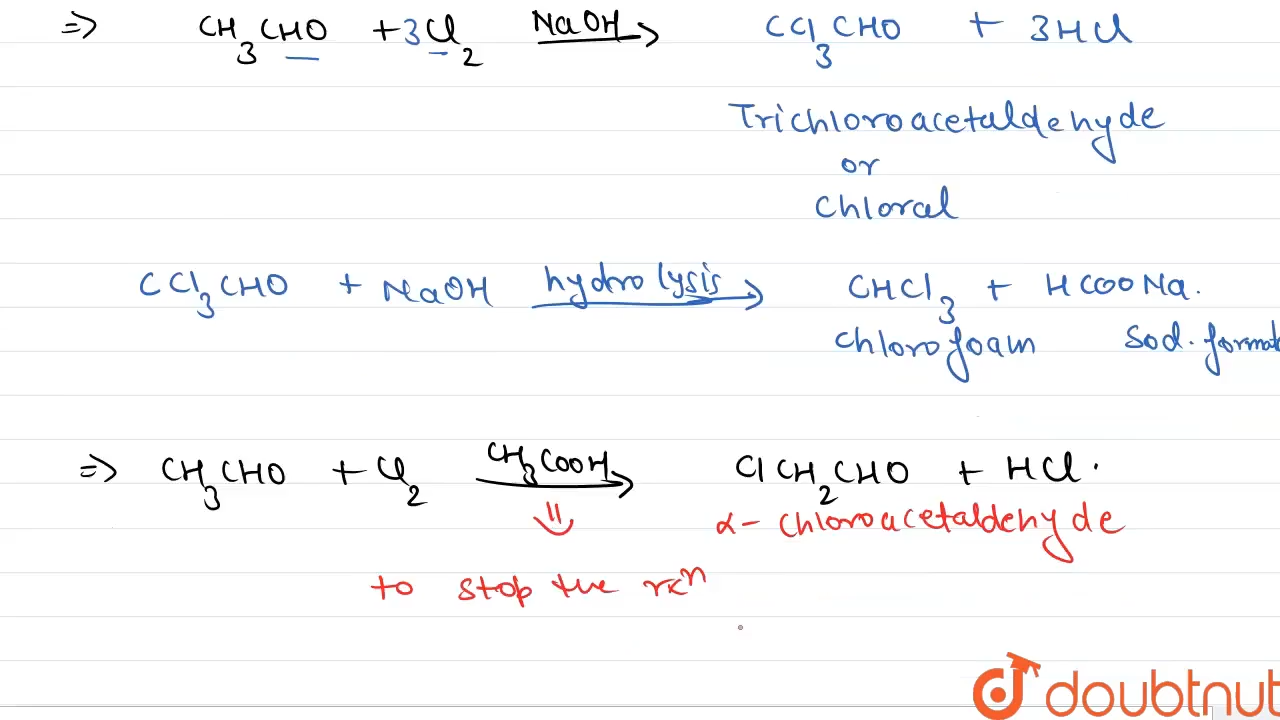 ⇒ CH₃CHO + 3Cl₂ NaOH → CCl₃CHO + 3HCl
Trichloroacetaldehyde
or
Chloral
CCl₃CHO + NaOH hydrolysis → CHCl₃ + HCOONa.
Chlorofoam Sod. formate
⇒ CH₃CHO + Cl₂ CH₃COOH → ClCH₂CHO + HCl.
α- Chloroacetaldehyde
to stop the rxⁿ
doubtnut